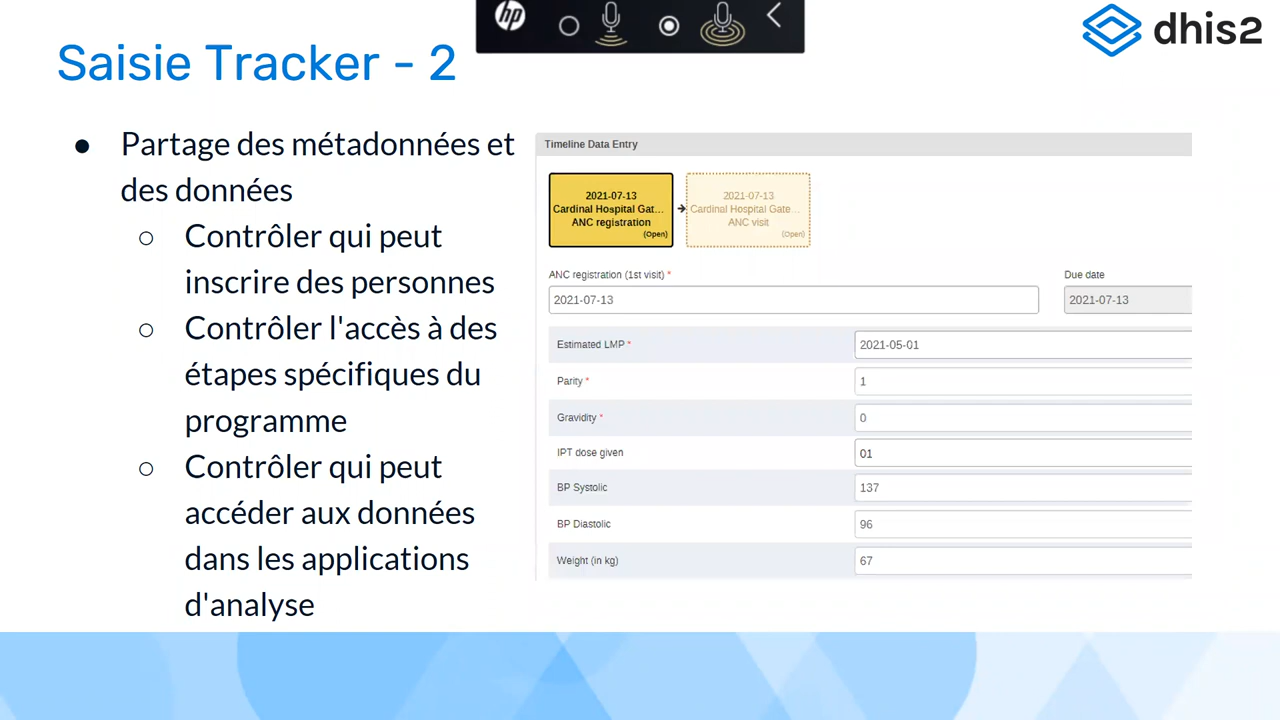 hp
dhis2
Saisie Tracker - 2
● Partage des métadonnées et
des données
○ Contrôler qui peut
inscrire des personnes
○ Contrôler l'accès à des
étapes spécifiques du
programme
○ Contrôler qui peut
accéder aux données
dans les applications
d'analyse
Timeline Data Entry
2021-07-13
Cardinal Hospital Gat...
ANC registration
(Open)
2021-07-13
Cardinal Hospital Gate...
ANC visit
(Open)
ANC registration (1st visit) *
Due date
2021-07-13
2021-07-13
Estimated LMP *
2021-05-01
Parity *
1
Gravidity *
0
IPT dose given
01
BP Systolic
137
BP Diastolic
96
Weight (in kg)
67